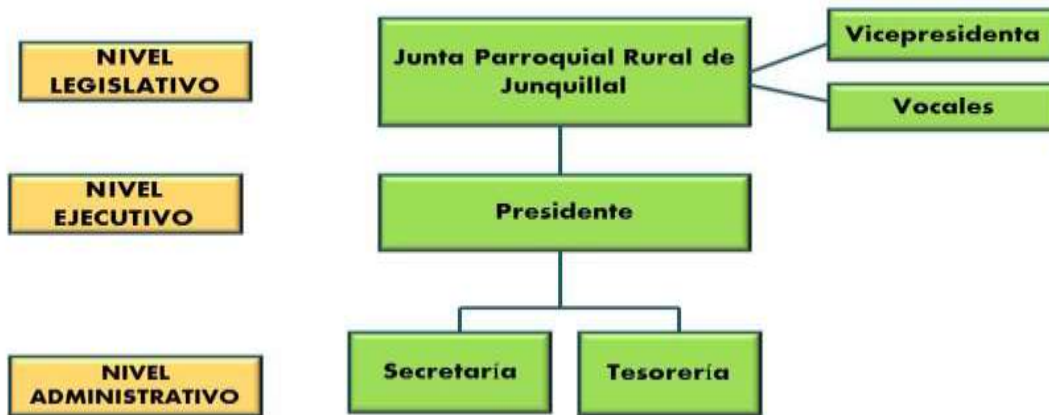 NIVEL
LEGISLATIVO
Junta Parroquial Rural de
Junquillal
Vicepresidenta
Vocales
NIVEL
EJECUTIVO
Presidente
NIVEL
ADMINISTRATIVO
Secretaría
Tesorería